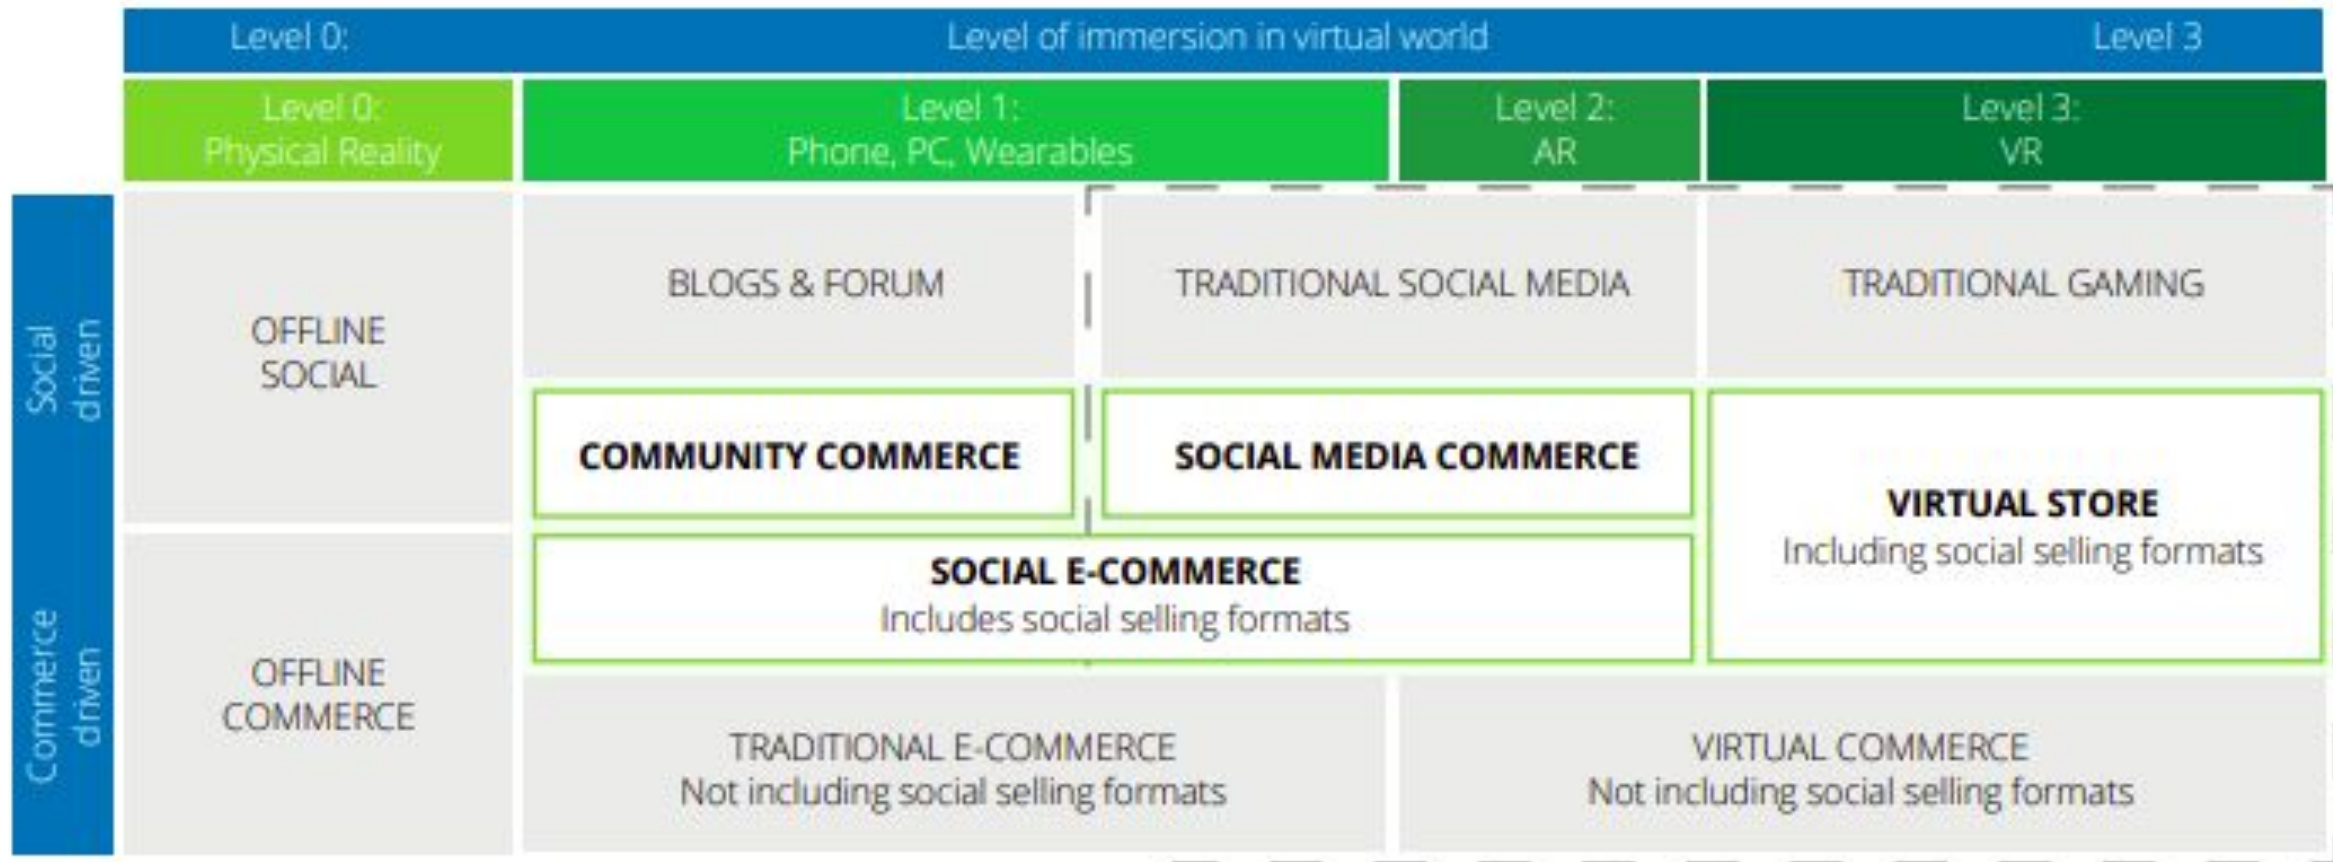 Level 0:
Level of immersion in virtual world
Level 3
Level 0:
Physical Reality
Level 1:
Phone, PC, Wearables
Level 2:
AR
Level 3:
VR
Social
driven
Commerce
driven
OFFLINE
SOCIAL
BLOGS & FORUM
TRADITIONAL SOCIAL MEDIA
TRADITIONAL GAMING
COMMUNITY COMMERCE
SOCIAL MEDIA COMMERCE
VIRTUAL STORE
Including social selling formats
SOCIAL E-COMMERCE
Includes social selling formats
OFFLINE
COMMERCE
TRADITIONAL E-COMMERCE
Not including social selling formats
VIRTUAL COMMERCE
Not including social selling formats